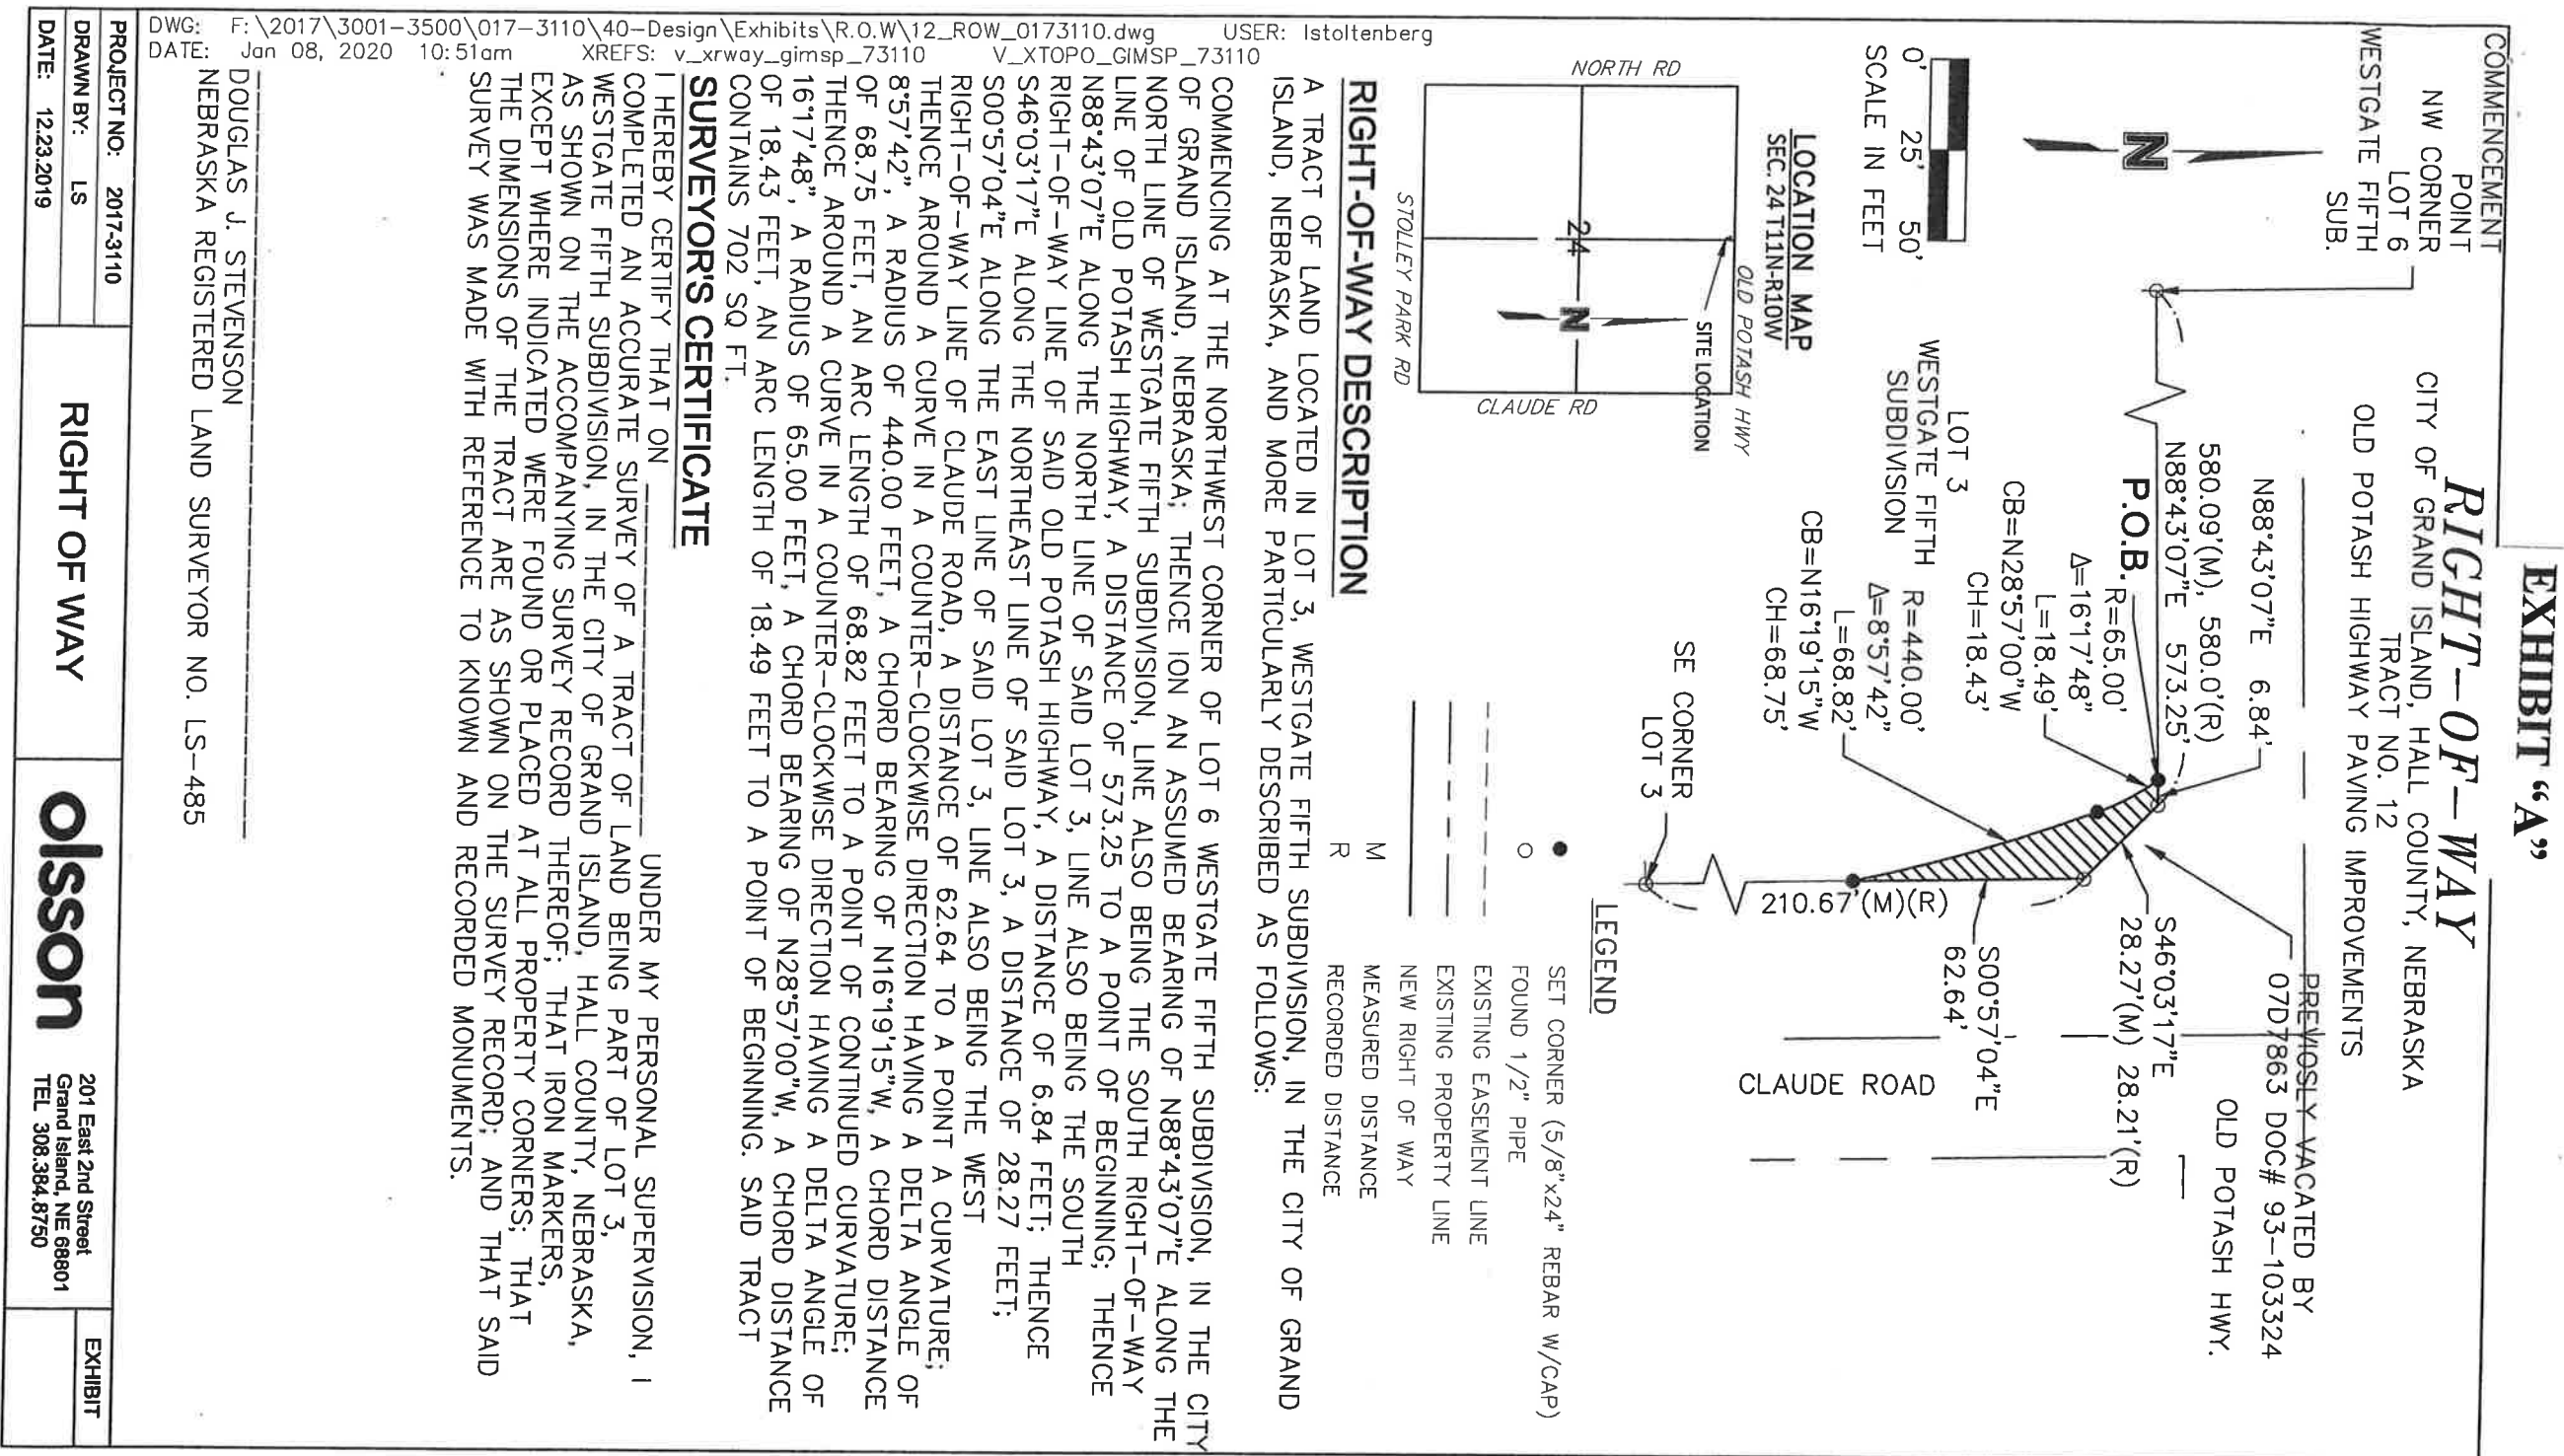 EXHIBIT "A"
RIGHT-OF-WAY
CITY OF GRAND ISLAND, HALL COUNTY, NEBRASKA
TRACT NO. 12
OLD POTASH HIGHWAY PAVING IMPROVEMENTS
COMMENCEMENT
POINT
NW CORNER
LOT 6
WESTGATE FIFTH
SUB.
N88°43'07"E 6.84'
580.09'(M), 580.0'(R)
N88°43'07"E 573.25'
P.O.B.
R=65.00'
Δ=16°17'48"
L=18.49'
CB=N28°57'00"W
CH=18.43'
LOT 3
WESTGATE FIFTH
SUBDIVISION
R=440.00'
Δ=8°57'42"
L=68.82'
CB=N16°19'15"W
CH=68.75'
PREVIOSLY VACATED BY
07D7863 DOC# 93-103324
OLD POTASH HWY.
S46°03'17"E
28.27'(M) 28.21'(R)
S00°57'04"E
62.64'
CLAUDE ROAD
210.67'(M)(R)
SE CORNER
LOT 3
N
0' 25' 50'
SCALE IN FEET
LOCATION MAP
SEC. 24 T11N-R10W
OLD POTASH HWY
SITE LOCATION
NORTH RD
24
N
CLAUDE RD
STOLLEY PARK RD
LEGEND
SET CORNER (5/8"x24" REBAR W/CAP)
FOUND 1/2" PIPE
EXISTING EASEMENT LINE
EXISTING PROPERTY LINE
NEW RIGHT OF WAY
M MEASURED DISTANCE
R RECORDED DISTANCE
RIGHT-OF-WAY DESCRIPTION
A TRACT OF LAND LOCATED IN LOT 3, WESTGATE FIFTH SUBDIVISION, IN THE CITY OF GRAND
ISLAND, NEBRASKA, AND MORE PARTICULARLY DESCRIBED AS FOLLOWS:
COMMENCING AT THE NORTHWEST CORNER OF LOT 6 WESTGATE FIFTH SUBDIVISION, IN THE CITY
OF GRAND ISLAND, NEBRASKA; THENCE ION AN ASSUMED BEARING OF N88°43'07"E ALONG THE
NORTH LINE OF WESTGATE FIFTH SUBDIVISION, LINE ALSO BEING THE SOUTH RIGHT-OF-WAY
LINE OF OLD POTASH HIGHWAY, A DISTANCE OF 573.25 TO A POINT OF BEGINNING; THENCE
N88°43'07"E ALONG THE NORTH LINE OF SAID LOT 3, LINE ALSO BEING THE SOUTH
RIGHT-OF-WAY LINE OF SAID OLD POTASH HIGHWAY, A DISTANCE OF 6.84 FEET; THENCE
S46°03'17"E ALONG THE NORTHEAST LINE OF SAID LOT 3, A DISTANCE OF 28.27 FEET;
S00°57'04"E ALONG THE EAST LINE OF SAID LOT 3, LINE ALSO BEING THE WEST
RIGHT-OF-WAY LINE OF CLAUDE ROAD, A DISTANCE OF 62.64 TO A POINT A CURVATURE;
THENCE AROUND A CURVE IN A COUNTER-CLOCKWISE DIRECTION HAVING A DELTA ANGLE OF
8°57'42", A RADIUS OF 440.00 FEET, A CHORD BEARING OF N16°19'15"W, A CHORD DISTANCE
OF 68.75 FEET, AN ARC LENGTH OF 68.82 FEET TO A POINT OF CONTINUED CURVATURE;
THENCE AROUND A CURVE IN A COUNTER-CLOCKWISE DIRECTION HAVING A DELTA ANGLE OF
16°17'48", A RADIUS OF 65.00 FEET, A CHORD BEARING OF N28°57'00"W, A CHORD DISTANCE
OF 18.43 FEET, AN ARC LENGTH OF 18.49 FEET TO A POINT OF BEGINNING. SAID TRACT
CONTAINS 702 SQ FT.
SURVEYOR'S CERTIFICATE
I HEREBY CERTIFY THAT ON ____________ UNDER MY PERSONAL SUPERVISION, I
COMPLETED AN ACCURATE SURVEY OF A TRACT OF LAND BEING PART OF LOT 3,
WESTGATE FIFTH SUBDIVISION, IN THE CITY OF GRAND ISLAND, HALL COUNTY, NEBRASKA,
AS SHOWN ON THE ACCOMPANYING SURVEY RECORD THEREOF; THAT IRON MARKERS,
EXCEPT WHERE INDICATED WERE FOUND OR PLACED AT ALL PROPERTY CORNERS; THAT
THE DIMENSIONS OF THE TRACT ARE AS SHOWN ON THE SURVEY RECORD; AND THAT SAID
SURVEY WAS MADE WITH REFERENCE TO KNOWN AND RECORDED MONUMENTS.
DOUGLAS J. STEVENSON
NEBRASKA REGISTERED LAND SURVEYOR NO. LS-485
DWG: F:\2017\3001-3500\017-3110\40-Design\Exhibits\R.O.W\12_ROW_0173110.dwg USER: lstoltenberg
DATE: Jan 08, 2020 10:51am XREFS: v_xrway_gimsp_73110 V_XTOPO_GIMSP_73110
PROJECT NO: 2017-3110
DRAWN BY: LS
DATE: 12.23.2019
RIGHT OF WAY
olsson
201 East 2nd Street
Grand Island, NE 68801
TEL 308.384.8750
EXHIBIT